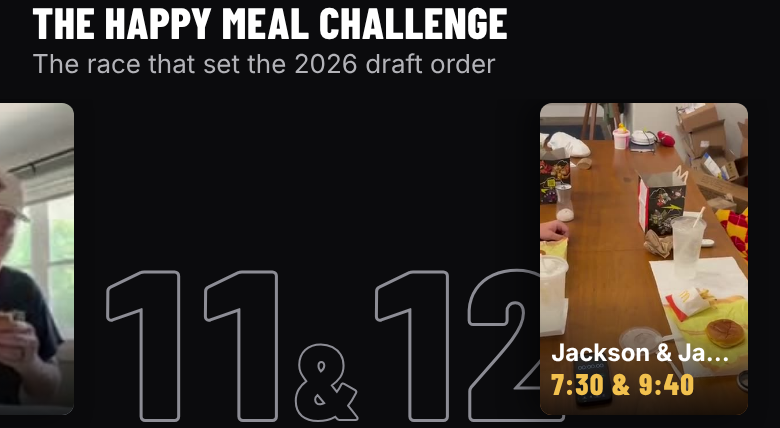 THE HAPPY MEAL CHALLENGE
The race that set the 2026 draft order
11 & 12
Jackson & Ja...
7:30 & 9:40